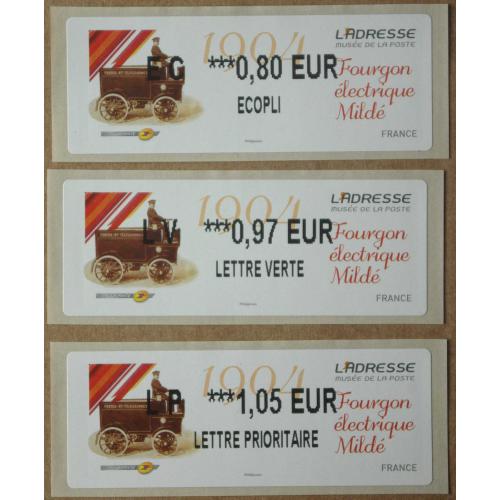 1904
L'ADRESSE
MUSÉE DE LA POSTE
EG ***0,80 EUR
ECOPLI
Fourgon
électrique
Mildé
FRANCE
1904
L'ADRESSE
MUSÉE DE LA POSTE
LV ***0,97 EUR
LETTRE VERTE
Fourgon
électrique
Mildé
FRANCE
1904
L'ADRESSE
MUSÉE DE LA POSTE
LP ***1,05 EUR
LETTRE PRIORITAIRE
Fourgon
électrique
Mildé
FRANCE